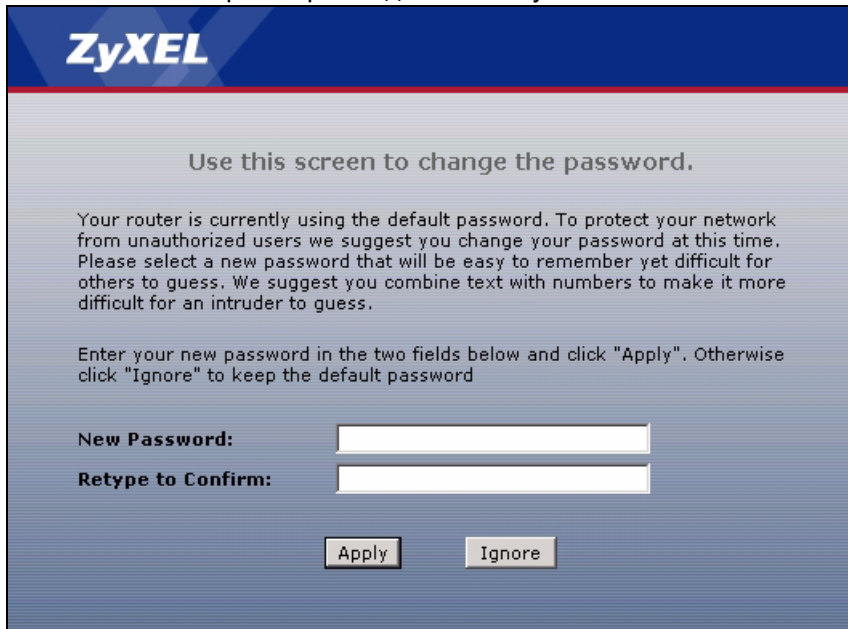 ZyXEL
Use this screen to change the password.
Your router is currently using the default password. To protect your network
from unauthorized users we suggest you change your password at this time.
Please select a new password that will be easy to remember yet difficult for
others to guess. We suggest you combine text with numbers to make it more
difficult for an intruder to guess.
Enter your new password in the two fields below and click "Apply". Otherwise
click "Ignore" to keep the default password
New Password:
Retype to Confirm:
Apply Ignore